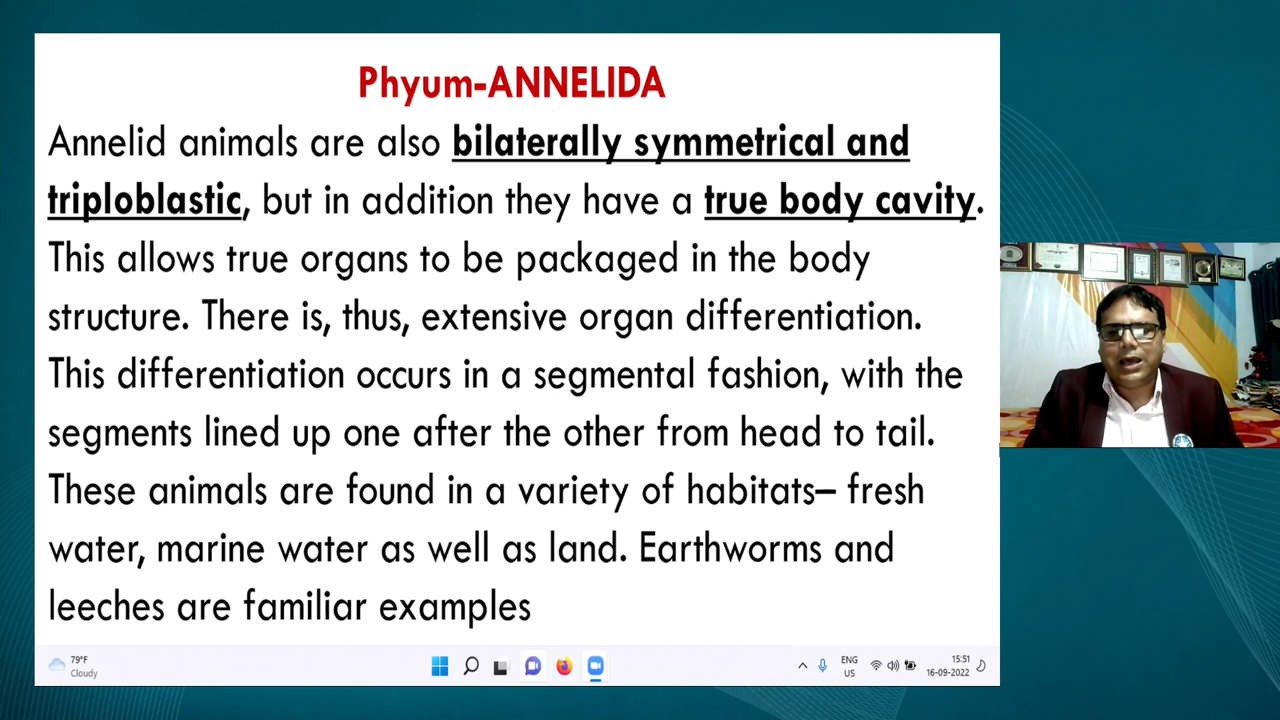 Phyum-ANNELIDA
Annelid animals are also bilaterally symmetrical and
triploblastic, but in addition they have a true body cavity.
This allows true organs to be packaged in the body
structure. There is, thus, extensive organ differentiation.
This differentiation occurs in a segmental fashion, with the
segments lined up one after the other from head to tail.
These animals are found in a variety of habitats– fresh
water, marine water as well as land. Earthworms and
leeches are familiar examples
79°F
Cloudy
ENG
US
15:51
16-09-2022